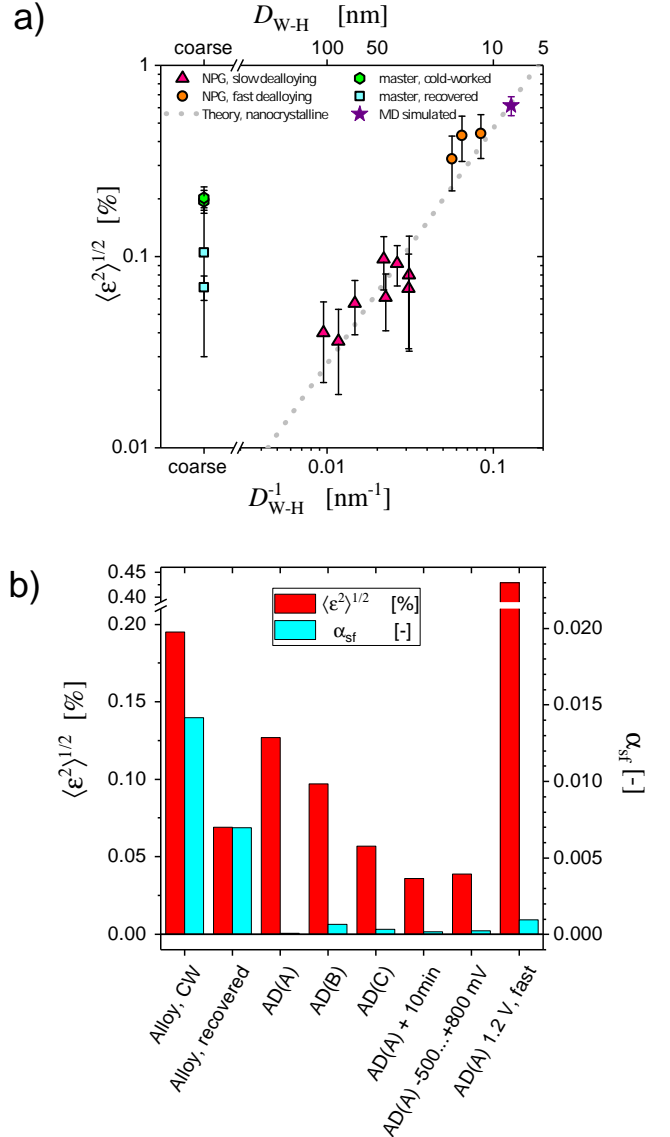 a)
D_W-H [nm]
coarse 100 50 10 5
1
0.1
0.01
⟨ε²⟩^1/2 [%]
NPG, slow dealloying
NPG, fast dealloying
Theory, nanocrystalline
master, cold-worked
master, recovered
MD simulated
coarse 0.01 0.1
D_W-H^-1 [nm^-1]
b)
⟨ε²⟩^1/2 [%]
α_sf [-]
0.45
0.40
0.20
0.15
0.10
0.05
0.00
⟨ε²⟩^1/2 [%]
0.020
0.015
0.010
0.005
0.000
α_sf [-]
Alloy, CW
Alloy, recovered
AD(A)
AD(B)
AD(C)
AD(A) + 10min
AD(A) -500...+800 mV
AD(A) 1.2 V, fast